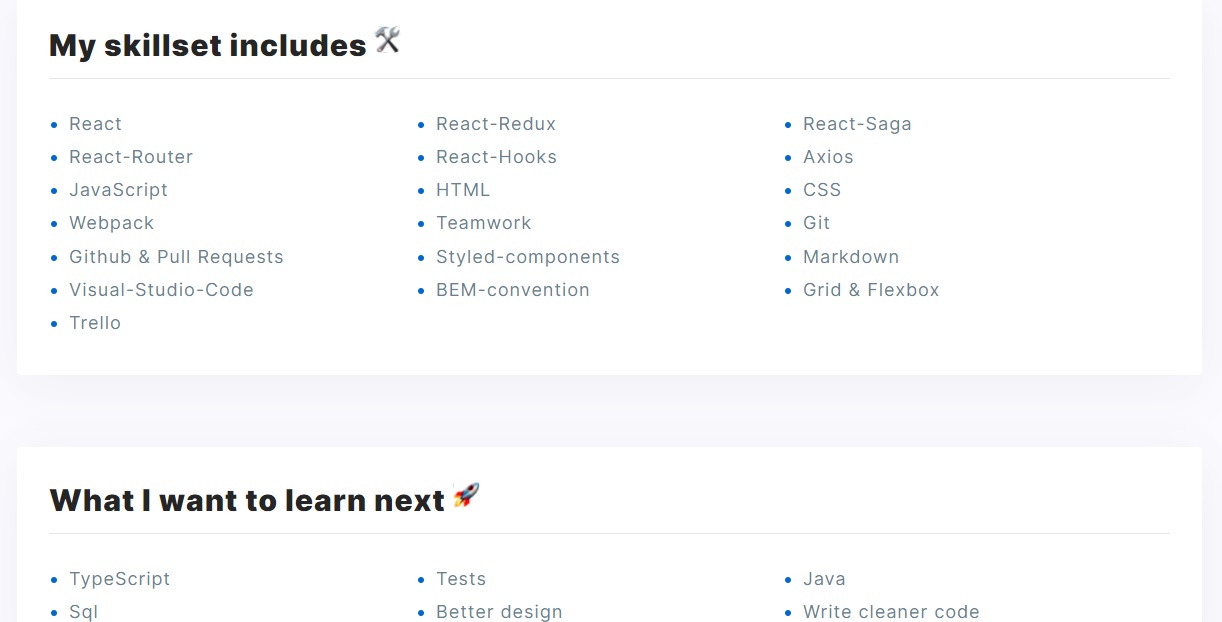 My skillset includes 🛠
React
React-Redux
React-Saga
React-Router
React-Hooks
Axios
JavaScript
HTML
CSS
Webpack
Teamwork
Git
Github & Pull Requests
Styled-components
Markdown
Visual-Studio-Code
BEM-convention
Grid & Flexbox
Trello
What I want to learn next 🚀
TypeScript
Tests
Java
Sql
Better design
Write cleaner code